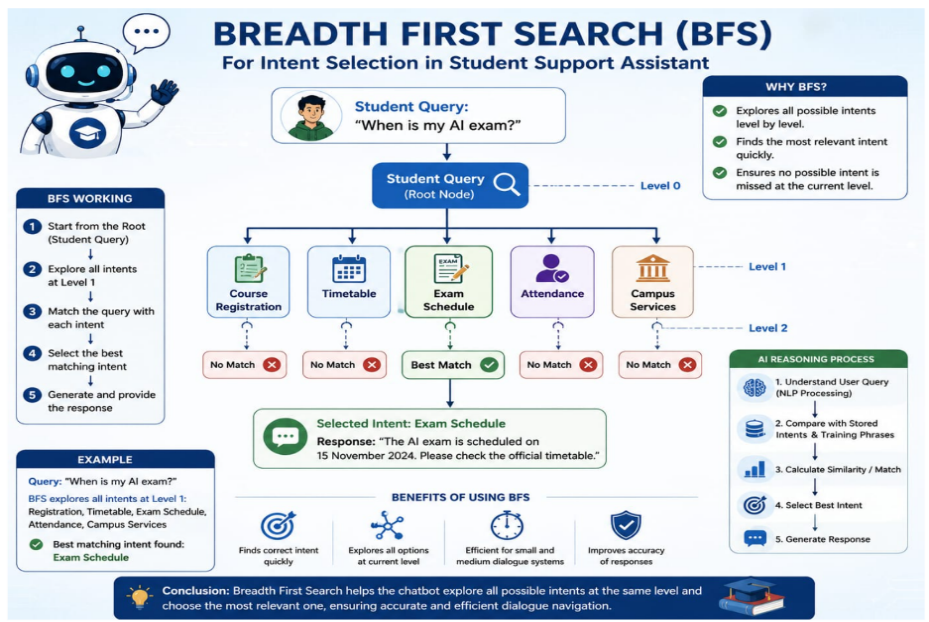 BREADTH FIRST SEARCH (BFS)
For Intent Selection in Student Support Assistant
Student Query:
“When is my AI exam?”
WHY BFS?
Explores all possible intents
level by level.
Finds the most relevant intent
quickly.
Ensures no possible intent is
missed at the current level.
Student Query
(Root Node)
Level 0
BFS WORKING
1 Start from the Root
(Student Query)
2 Explore all intents
at Level 1
3 Match the query with
each intent
4 Select the best
matching intent
5 Generate and provide
the response
Course
Registration
Timetable
EXAM
Exam
Schedule
Attendance
Campus
Services
Level 1
Level 2
No Match
No Match
Best Match
No Match
No Match
Selected Intent: Exam Schedule
Response: “The AI exam is scheduled on
15 November 2024. Please check the official timetable.”
AI REASONING PROCESS
1. Understand User Query
(NLP Processing)
2. Compare with Stored
Intents & Training Phrases
3. Calculate Similarity / Match
4. Select Best Intent
5. Generate Response
EXAMPLE
Query: “When is my AI exam?”
BFS explores all intents at Level 1:
Registration, Timetable, Exam Schedule,
Attendance, Campus Services
Best matching intent found:
Exam Schedule
BENEFITS OF USING BFS
Finds correct intent
quickly
Explores all options
at current level
Efficient for small and
medium dialogue systems
Improves accuracy
of responses
Conclusion: Breadth First Search helps the chatbot explore all possible intents at the same level and
choose the most relevant one, ensuring accurate and efficient dialogue navigation.